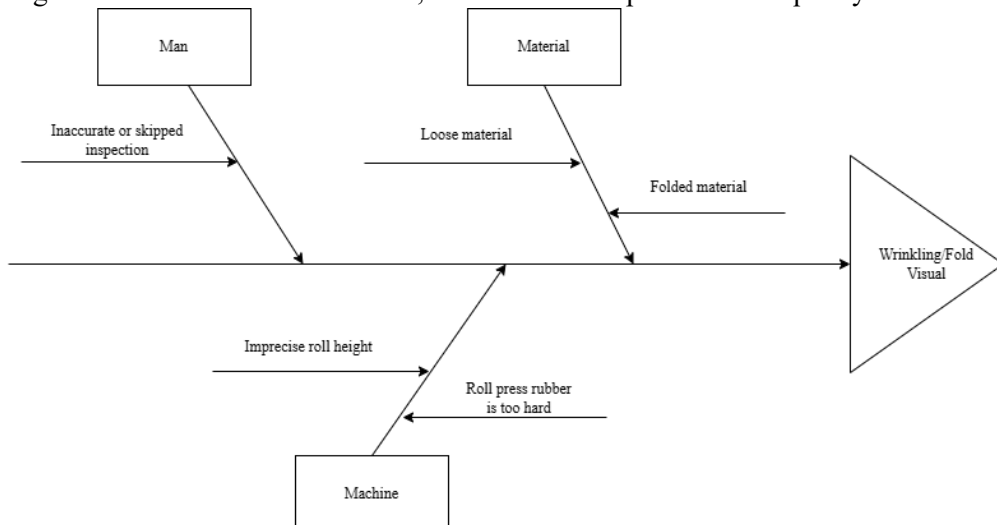 Man
Material
Inaccurate or skipped
inspection
Loose material
Folded material
Wrinkling/Fold
Visual
Imprecise roll height
Roll press rubber
is too hard
Machine